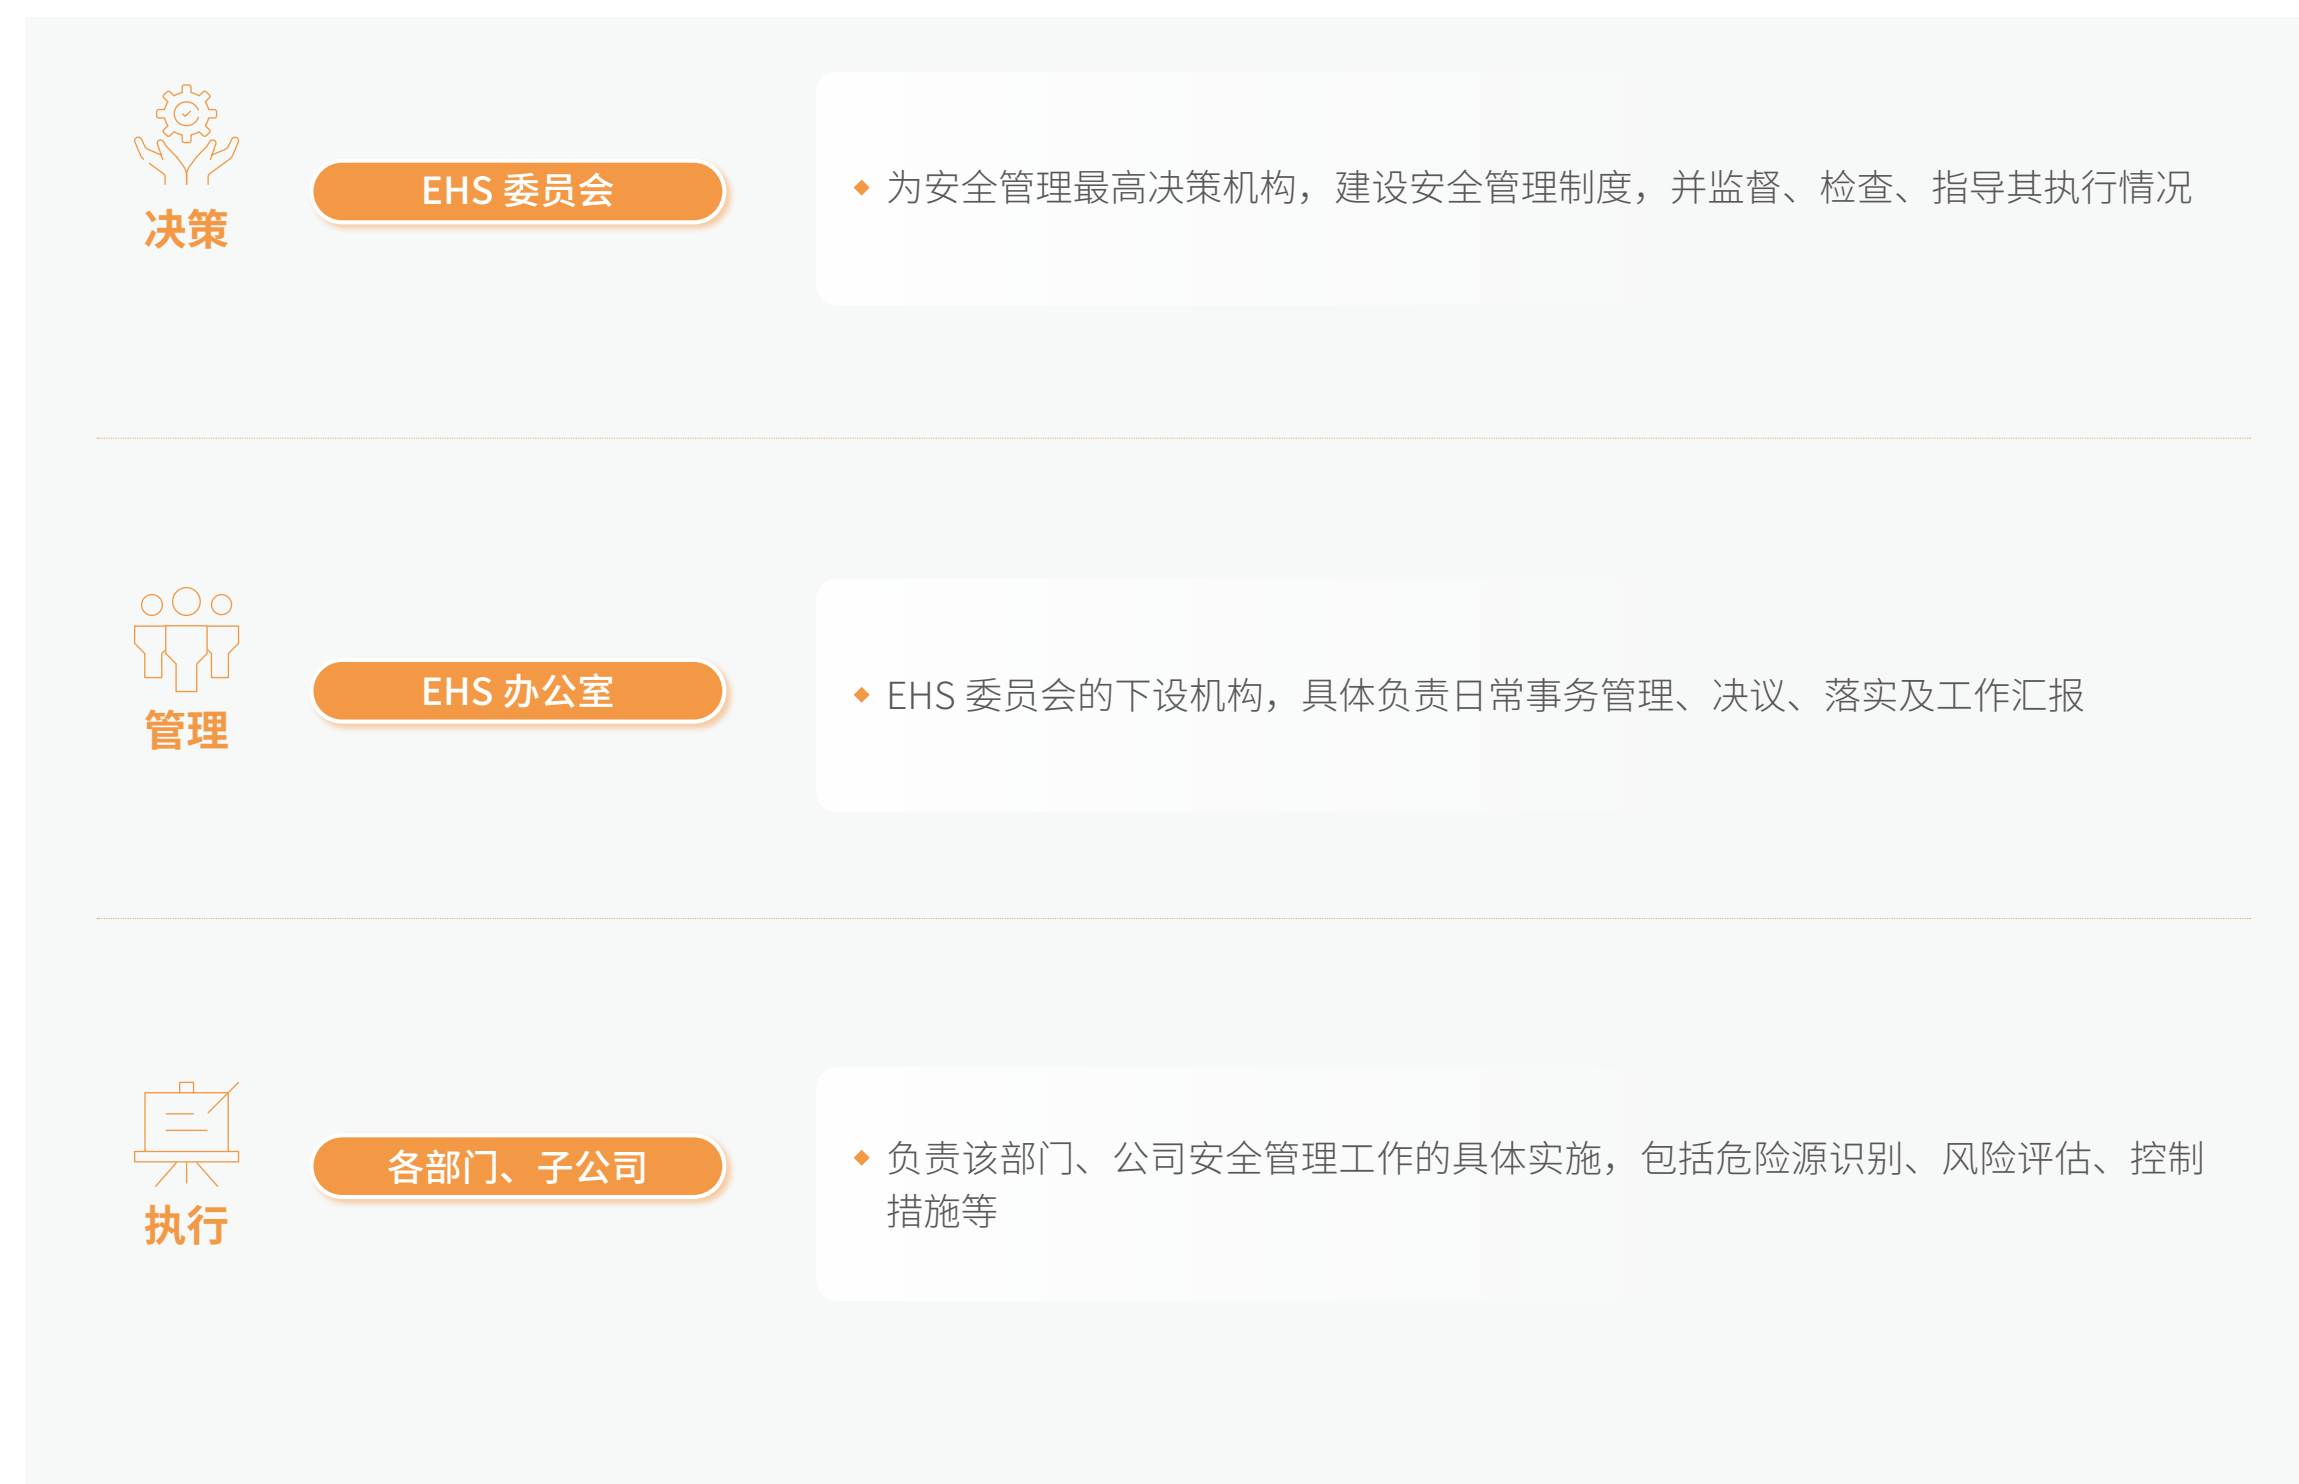 决策
EHS 委员会
为安全管理最高决策机构，建设安全管理制度，并监督、检查、指导其执行情况
管理
EHS 办公室
EHS 委员会的下设机构，具体负责日常事务管理、决议、落实及工作汇报
执行
各部门、子公司
负责该部门、公司安全管理工作的具体实施，包括危险源识别、风险评估、控制
措施等